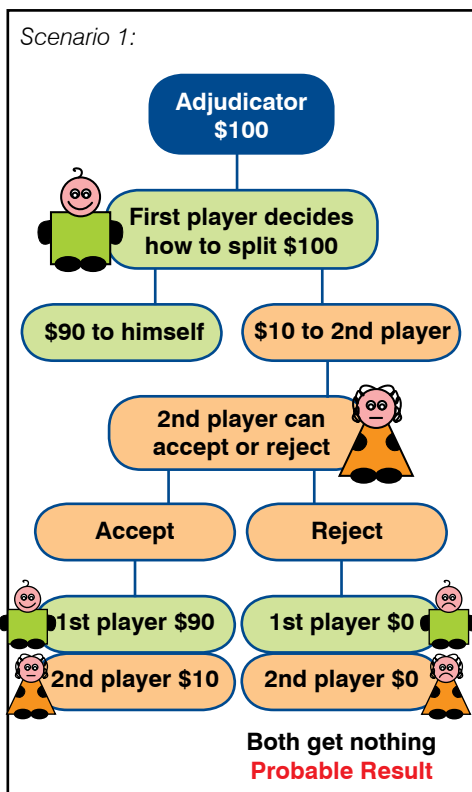 Scenario 1:
Adjudicator
$100
First player decides
how to split $100
$90 to himself
$10 to 2nd player
2nd player can
accept or reject
Accept
Reject
1st player $90
1st player $0
2nd player $10
2nd player $0
Both get nothing
Probable Result